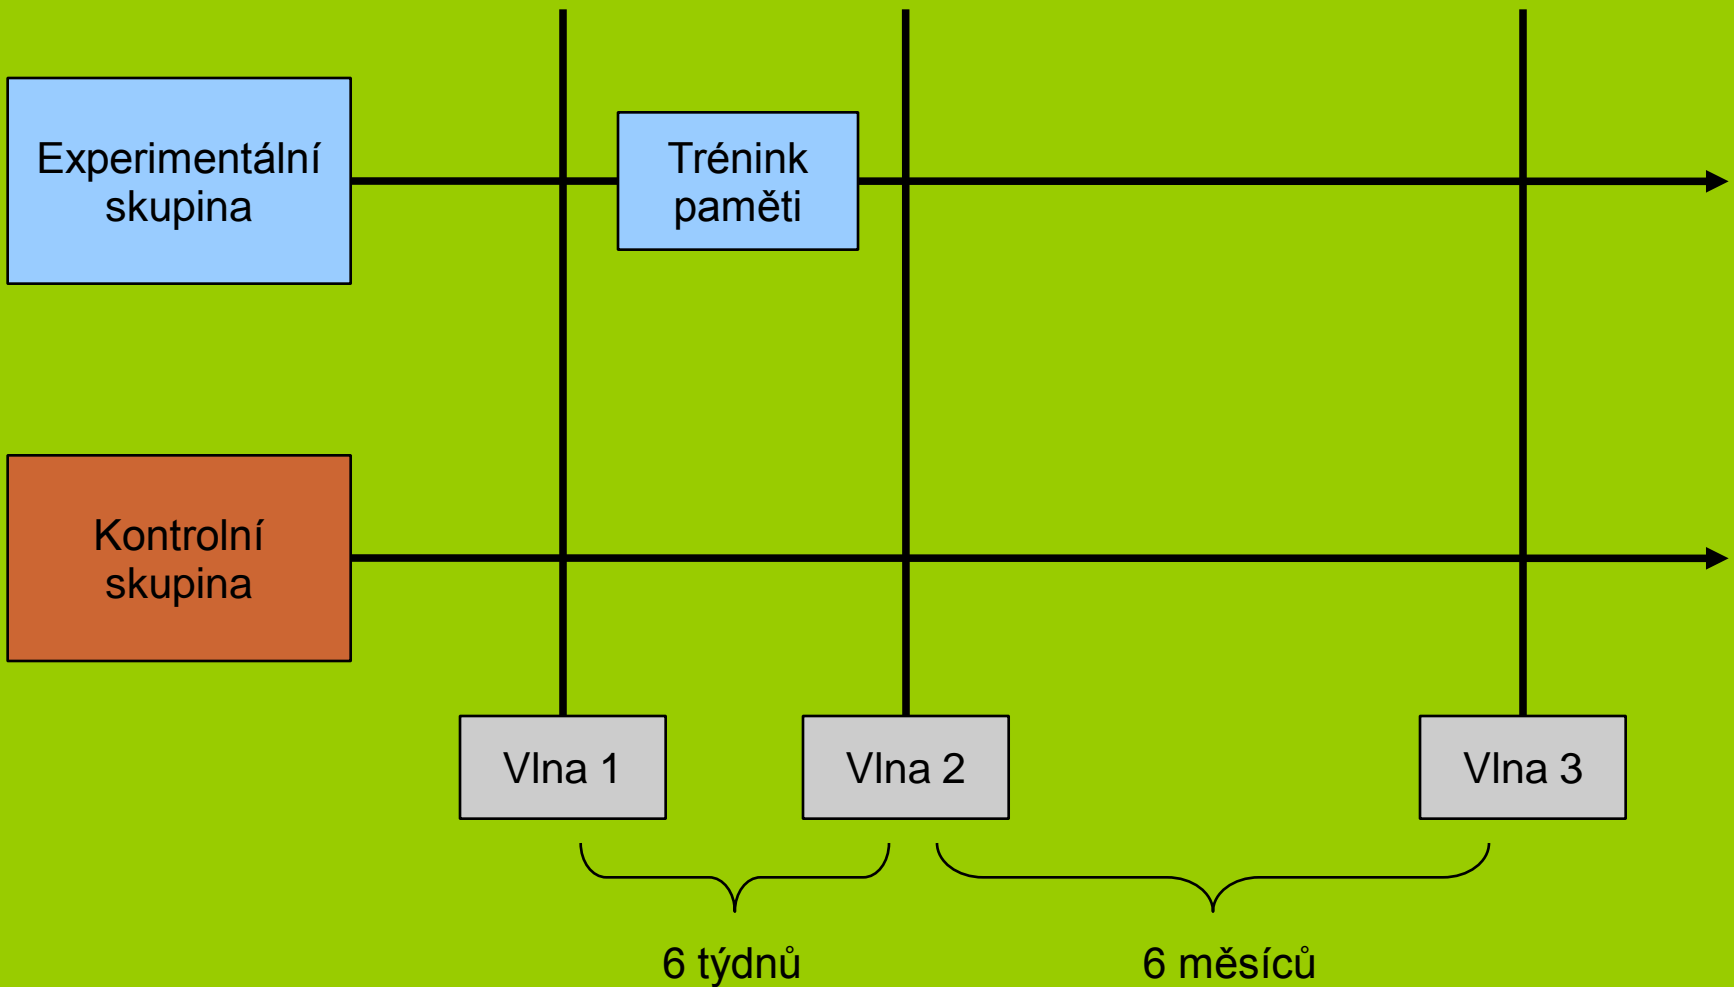 Experimentální
skupina
Trénink
paměti
Kontrolní
skupina
Vlna 1
Vlna 2
Vlna 3
6 týdnů
6 měsíců